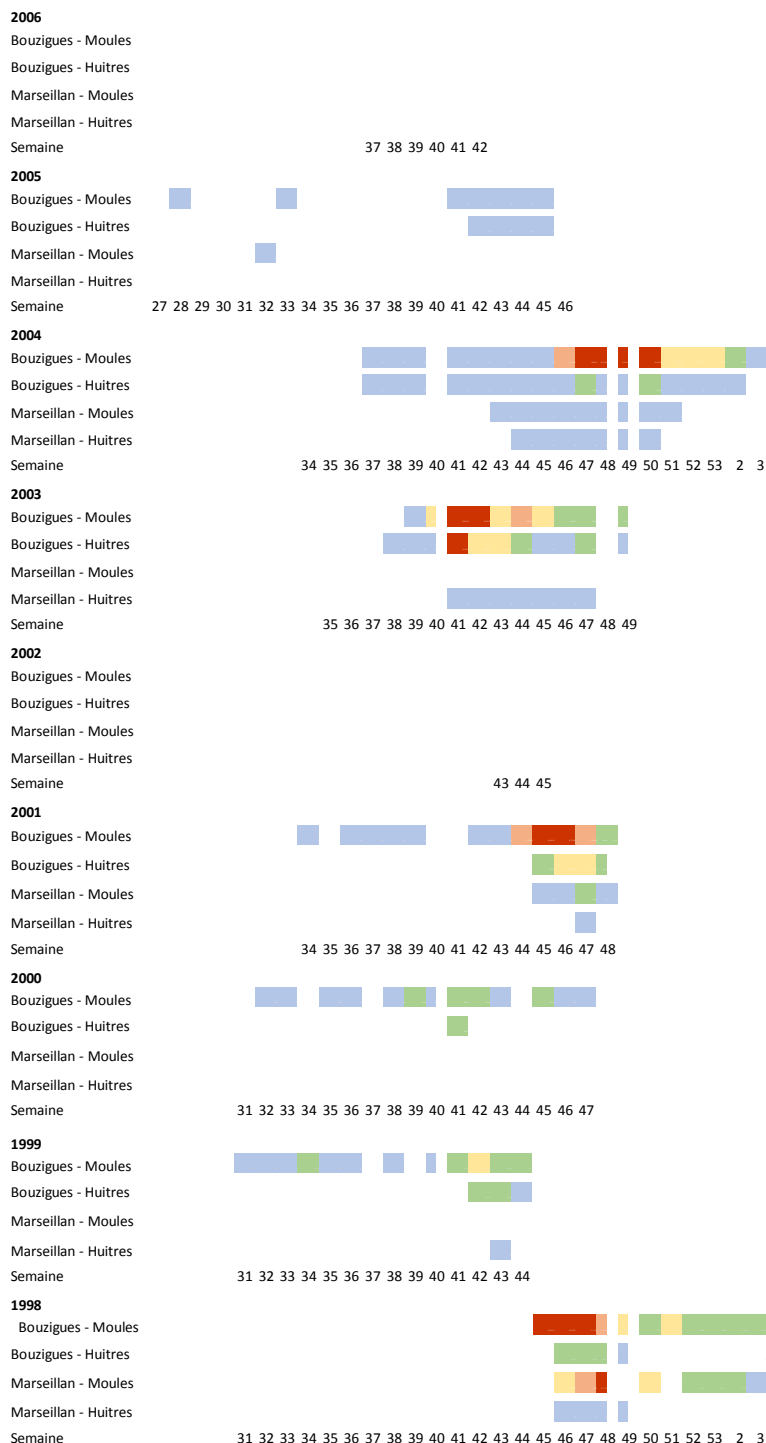 2006
Bouzigues - Moules
Bouzigues - Huitres
Marseillan - Moules
Marseillan - Huitres
Semaine 37 38 39 40 41 42
2005
Bouzigues - Moules
Bouzigues - Huitres
Marseillan - Moules
Marseillan - Huitres
Semaine 27 28 29 30 31 32 33 34 35 36 37 38 39 40 41 42 43 44 45 46
2004
Bouzigues - Moules
Bouzigues - Huitres
Marseillan - Moules
Marseillan - Huitres
Semaine 34 35 36 37 38 39 40 41 42 43 44 45 46 47 48 49 50 51 52 53 2 3
2003
Bouzigues - Moules
Bouzigues - Huitres
Marseillan - Moules
Marseillan - Huitres
Semaine 35 36 37 38 39 40 41 42 43 44 45 46 47 48 49
2002
Bouzigues - Moules
Bouzigues - Huitres
Marseillan - Moules
Marseillan - Huitres
Semaine 43 44 45
2001
Bouzigues - Moules
Bouzigues - Huitres
Marseillan - Moules
Marseillan - Huitres
Semaine 34 35 36 37 38 39 40 41 42 43 44 45 46 47 48
2000
Bouzigues - Moules
Bouzigues - Huitres
Marseillan - Moules
Marseillan - Huitres
Semaine 31 32 33 34 35 36 37 38 39 40 41 42 43 44 45 46 47
1999
Bouzigues - Moules
Bouzigues - Huitres
Marseillan - Moules
Marseillan - Huitres
Semaine 31 32 33 34 35 36 37 38 39 40 41 42 43 44
1998
Bouzigues - Moules
Bouzigues - Huitres
Marseillan - Moules
Marseillan - Huitres
Semaine 31 32 33 34 35 36 37 38 39 40 41 42 43 44 45 46 47 48 49 50 51 52 53 2 3